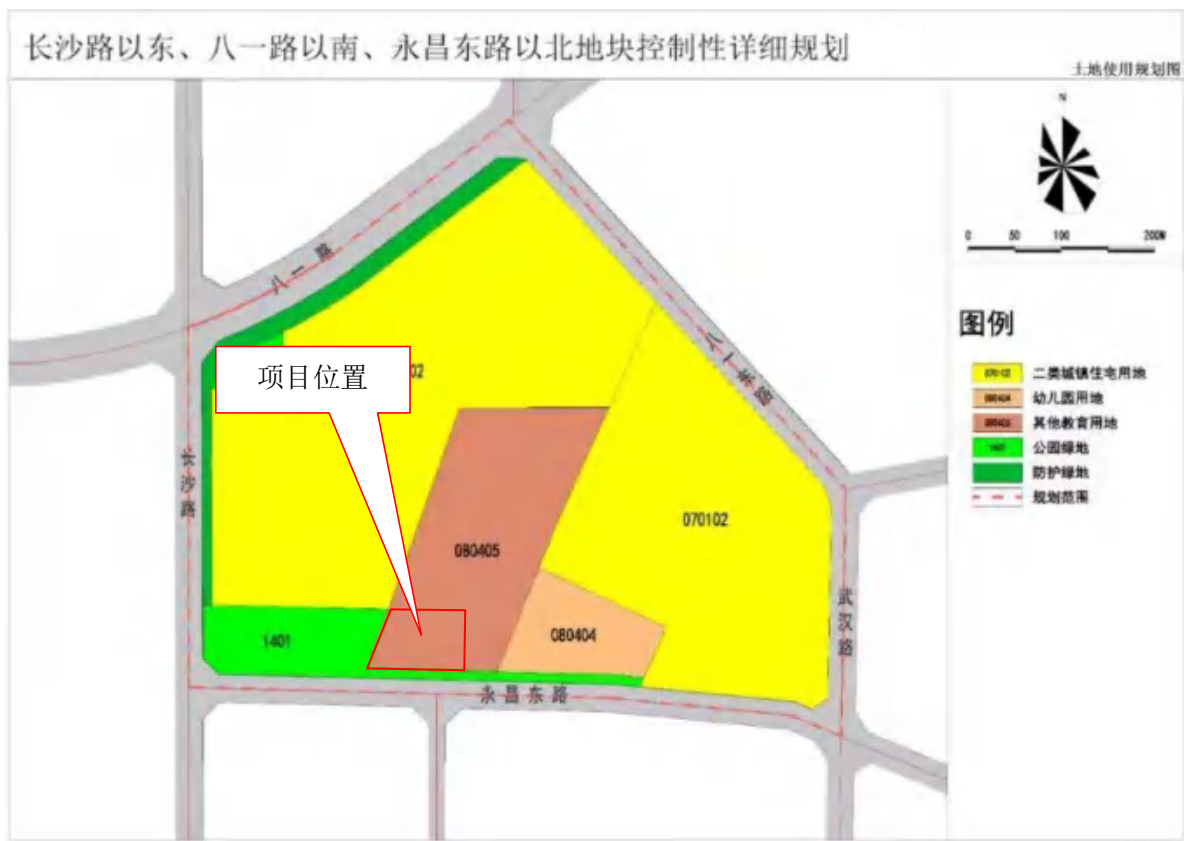 长沙路以东、八一路以南、永昌东路以北地块控制性详细规划
土地使用规划图
N
0 50 100 200M
图例
070102 二类城镇住宅用地
080404 幼儿园用地
其他教育用地
1401 公园绿地
防护绿地
规划范围
八一路
项目位置
02
八一东路
长沙路
070102
080405
武汉路
1401
080404
永昌东路